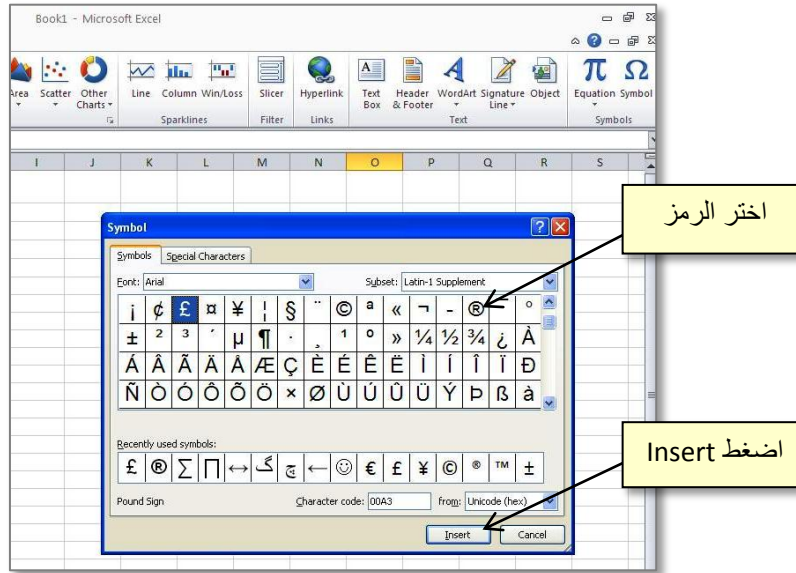 Book1 - Microsoft Excel
Area Scatter Other Charts Line Column Win/Loss Slicer Hyperlink Text Box Header & Footer WordArt Signature Line Object Equation Symbol
Sparklines Filter Links Text Symbols
I J K L M N O P Q R S
اختر الرمز
Symbol
Symbols Special Characters
Font: Arial Subset: Latin-1 Supplement
¡ ¢ £ ¤ ¥ ¦ § ¨ © ª « ¬ - ® ¯ °
± ² ³ ´ µ ¶ · ¸ ¹ º » ¼ ½ ¾ ¿ À
Á Â Ã Ä Å Æ Ç È É Ê Ë Ì Í Î Ï Ð
Ñ Ò Ó Ô Õ Ö × Ø Ù Ú Û Ü Ý Þ ß à
Recently used symbols:
£ ® ∑ ∏ ↔ گ چ ← ☺ € £ ¥ © ® ™ ±
اضغط Insert
Pound Sign Character code: 00A3 from: Unicode (hex)
Insert Cancel